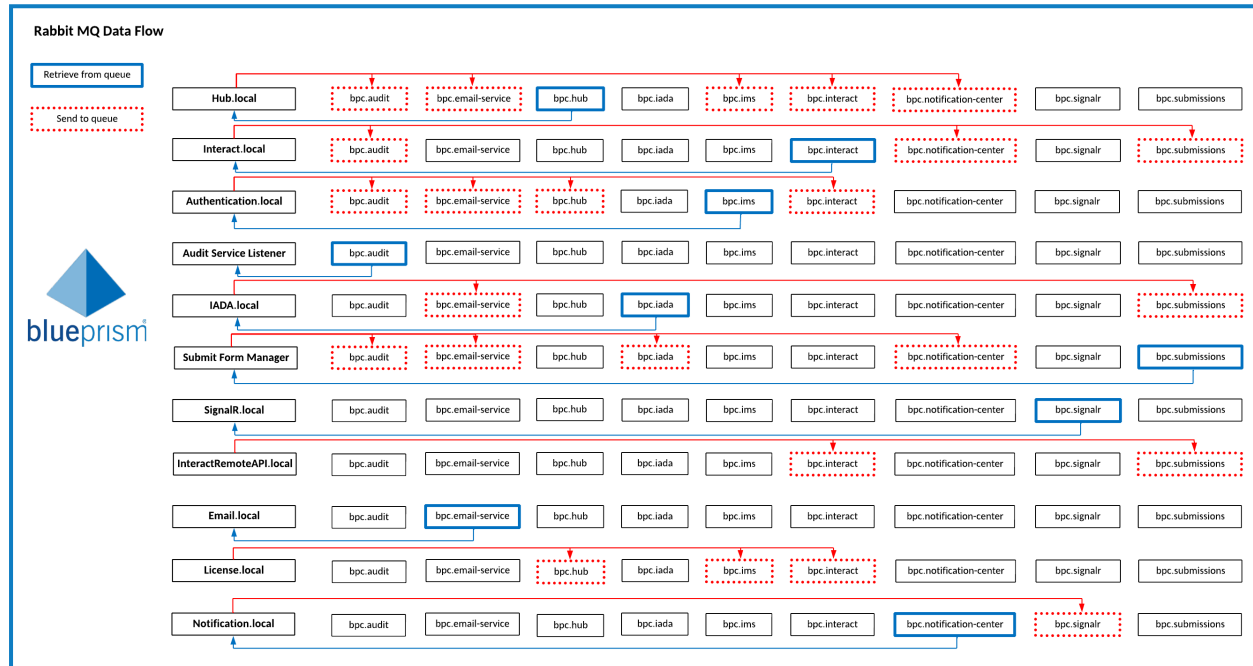 Rabbit MQ Data Flow
Retrieve from queue
Send to queue
Hub.local bpc.audit bpc.email-service bpc.hub bpc.iada bpc.ims bpc.interact bpc.notification-center bpc.signalr bpc.submissions
Interact.local bpc.audit bpc.email-service bpc.hub bpc.iada bpc.ims bpc.interact bpc.notification-center bpc.signalr bpc.submissions
Authentication.local bpc.audit bpc.email-service bpc.hub bpc.iada bpc.ims bpc.interact bpc.notification-center bpc.signalr bpc.submissions
Audit Service Listener bpc.audit bpc.email-service bpc.hub bpc.iada bpc.ims bpc.interact bpc.notification-center bpc.signalr bpc.submissions
IADA.local bpc.audit bpc.email-service bpc.hub bpc.iada bpc.ims bpc.interact bpc.notification-center bpc.signalr bpc.submissions
blueprism
Submit Form Manager bpc.audit bpc.email-service bpc.hub bpc.iada bpc.ims bpc.interact bpc.notification-center bpc.signalr bpc.submissions
SignalR.local bpc.audit bpc.email-service bpc.hub bpc.iada bpc.ims bpc.interact bpc.notification-center bpc.signalr bpc.submissions
InteractRemoteAPI.local bpc.audit bpc.email-service bpc.hub bpc.iada bpc.ims bpc.interact bpc.notification-center bpc.signalr bpc.submissions
Email.local bpc.audit bpc.email-service bpc.hub bpc.iada bpc.ims bpc.interact bpc.notification-center bpc.signalr bpc.submissions
License.local bpc.audit bpc.email-service bpc.hub bpc.iada bpc.ims bpc.interact bpc.notification-center bpc.signalr bpc.submissions
Notification.local bpc.audit bpc.email-service bpc.hub bpc.iada bpc.ims bpc.interact bpc.notification-center bpc.signalr bpc.submissions